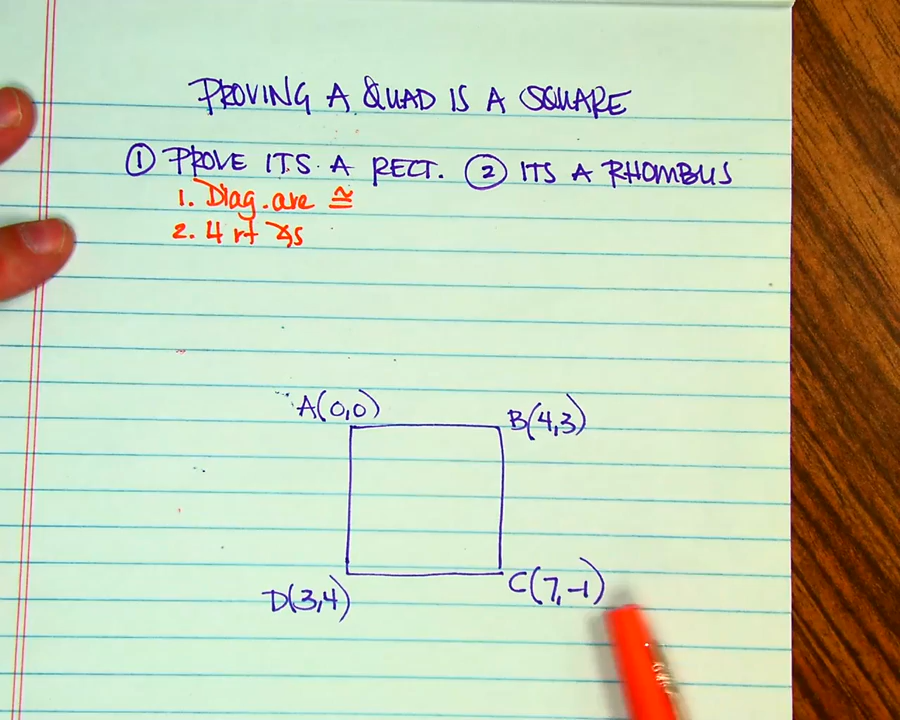 PROVING A QUAD IS A SQUARE
① PROVE ITS A RECT. ② ITS A RHOMBUS
1. Diag. are ≅
2. 4 rt ∡s
A(0,0)
B(4,3)
D(3,4)
C(7,-1)